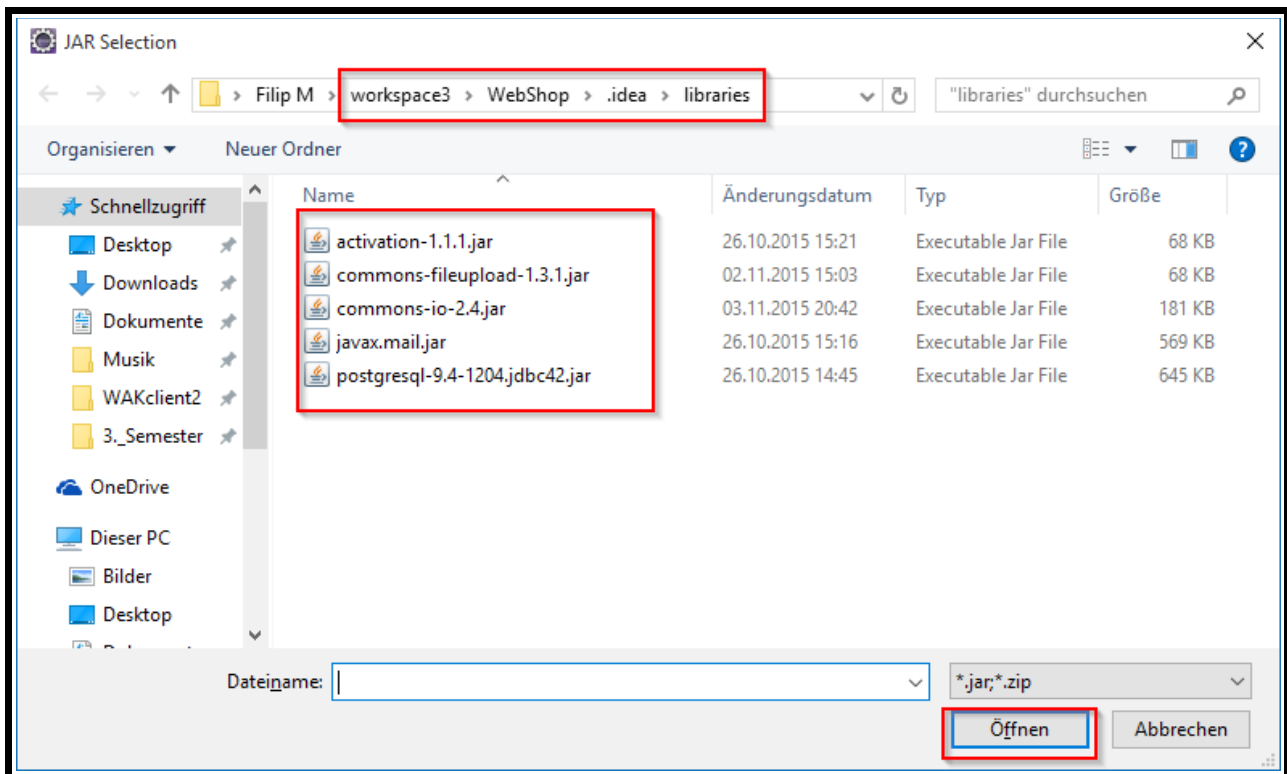 JAR Selection
Filip M > workspace3 > WebShop > .idea > libraries
"libraries" durchsuchen
Organisieren
Neuer Ordner
Name Änderungsdatum Typ Größe
Schnellzugriff
Desktop
Downloads
Dokumente
Musik
WAKclient2
3._Semester
OneDrive
Dieser PC
Bilder
Desktop
activation-1.1.1.jar 26.10.2015 15:21 Executable Jar File 68 KB
commons-fileupload-1.3.1.jar 02.11.2015 15:03 Executable Jar File 68 KB
commons-io-2.4.jar 03.11.2015 20:42 Executable Jar File 181 KB
javax.mail.jar 26.10.2015 15:16 Executable Jar File 569 KB
postgresql-9.4-1204.jdbc42.jar 26.10.2015 14:45 Executable Jar File 645 KB
Dateiname:
*.jar;*.zip
Öffnen
Abbrechen